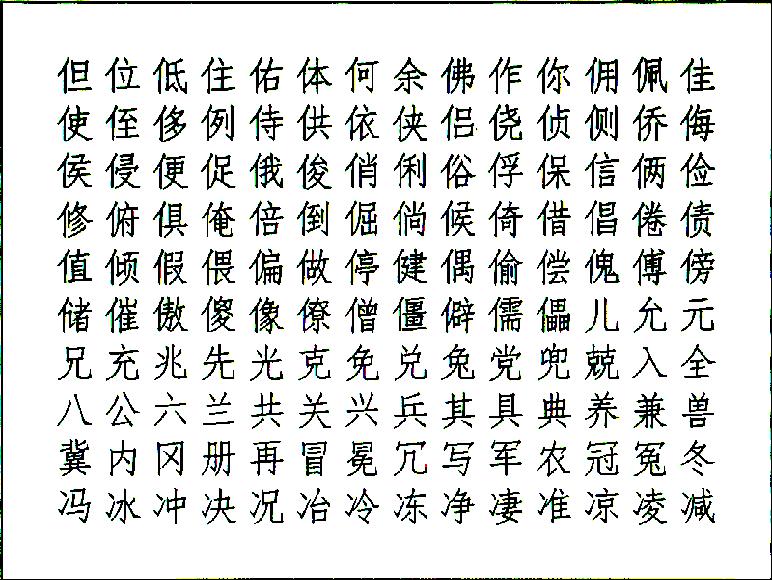 但位低住佑体何余佛作你佣佩佳
使侄侈例侍供依侠侣侥侦侧侨侮
侯侵便促俄俊俏俐俗俘保信俩俭
修俯俱俺倍倒倔倘候倚借倡倦债
值倾假偎偏做停健偶偷偿傀傅傍
储催傲傻像僚僧僵僻儒儡儿允元
兄充兆先光克免兑兔党兜兢入全
八公六兰共关兴兵其具典养兼兽
冀内冈册再冒冕冗写军农冠冤冬
冯冰冲决况冶冷冻净凄准凉凌减